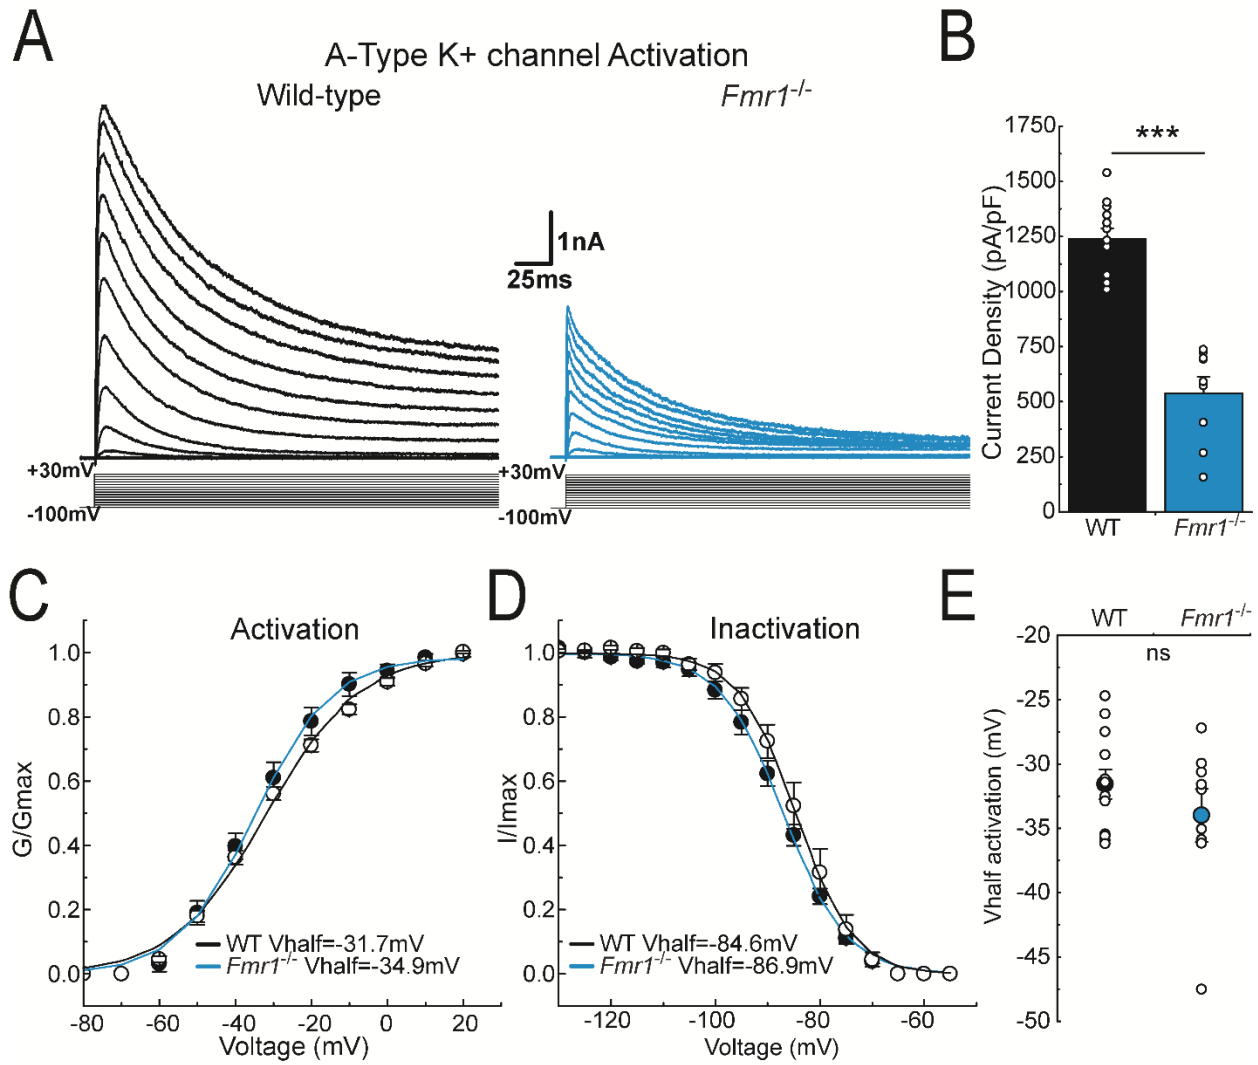 A
A-Type K+ channel Activation
Wild-type
Fmr1-/-
1nA
25ms
+30mV
-100mV
+30mV
-100mV
B
Current Density (pA/pF)
1750
1500
1250
1000
750
500
250
0
***
WT
Fmr1-/-
C
Activation
G/Gmax
1.0
0.8
0.6
0.4
0.2
0.0
WT Vhalf=-31.7mV
Fmr1-/- Vhalf=-34.9mV
-80 -60 -40 -20 0 20
Voltage (mV)
D
Inactivation
I/Imax
1.0
0.8
0.6
0.4
0.2
0.0
WT Vhalf=-84.6mV
Fmr1-/- Vhalf=-86.9mV
-120 -100 -80 -60
Voltage (mV)
E
WT Fmr1-/-
ns
Vhalf activation (mV)
-20
-25
-30
-35
-40
-45
-50